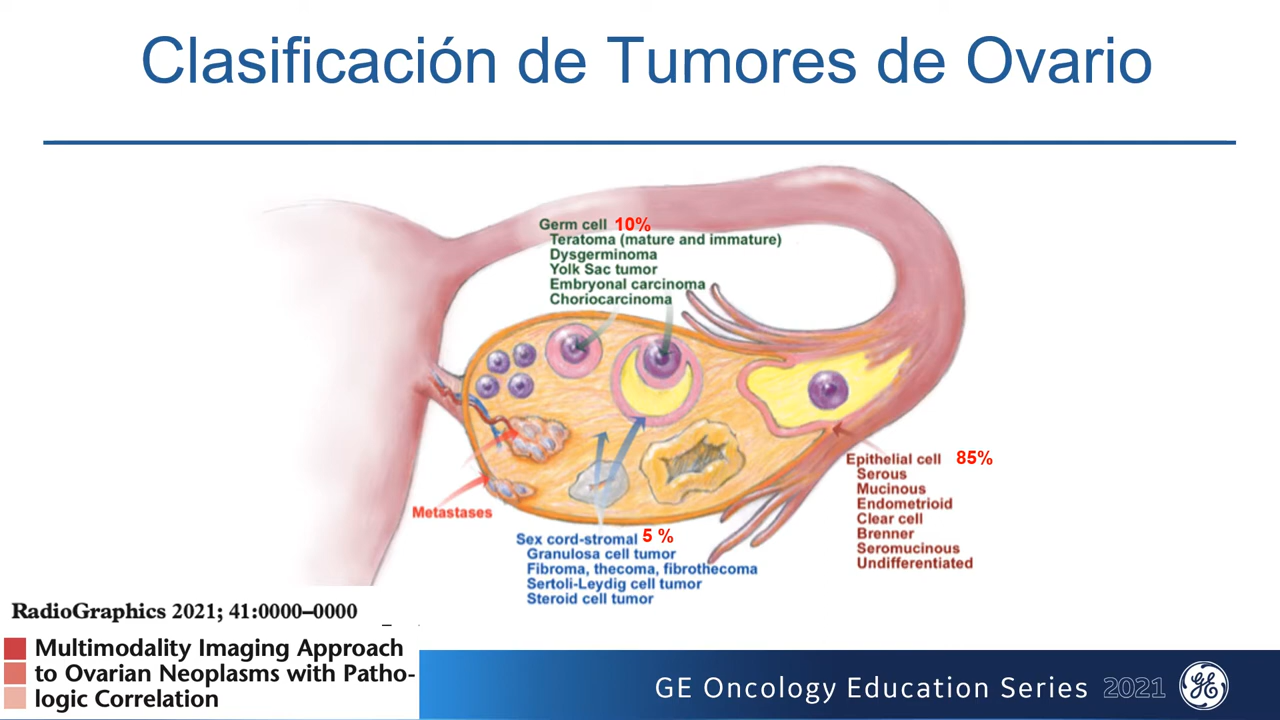 Clasificación de Tumores de Ovario
Germ cell 10%
Teratoma (mature and immature)
Dysgerminoma
Yolk Sac tumor
Embryonal carcinoma
Choriocarcinoma
Epithelial cell 85%
Serous
Mucinous
Endometrioid
Clear cell
Brenner
Seromucinous
Undifferentiated
Metastases
Sex cord-stromal 5 %
Granulosa cell tumor
Fibroma, thecoma, fibrothecoma
Sertoli-Leydig cell tumor
Steroid cell tumor
RadioGraphics 2021; 41:0000–0000
Multimodality Imaging Approach
to Ovarian Neoplasms with Patho-
logic Correlation
GE Oncology Education Series 2021
GE